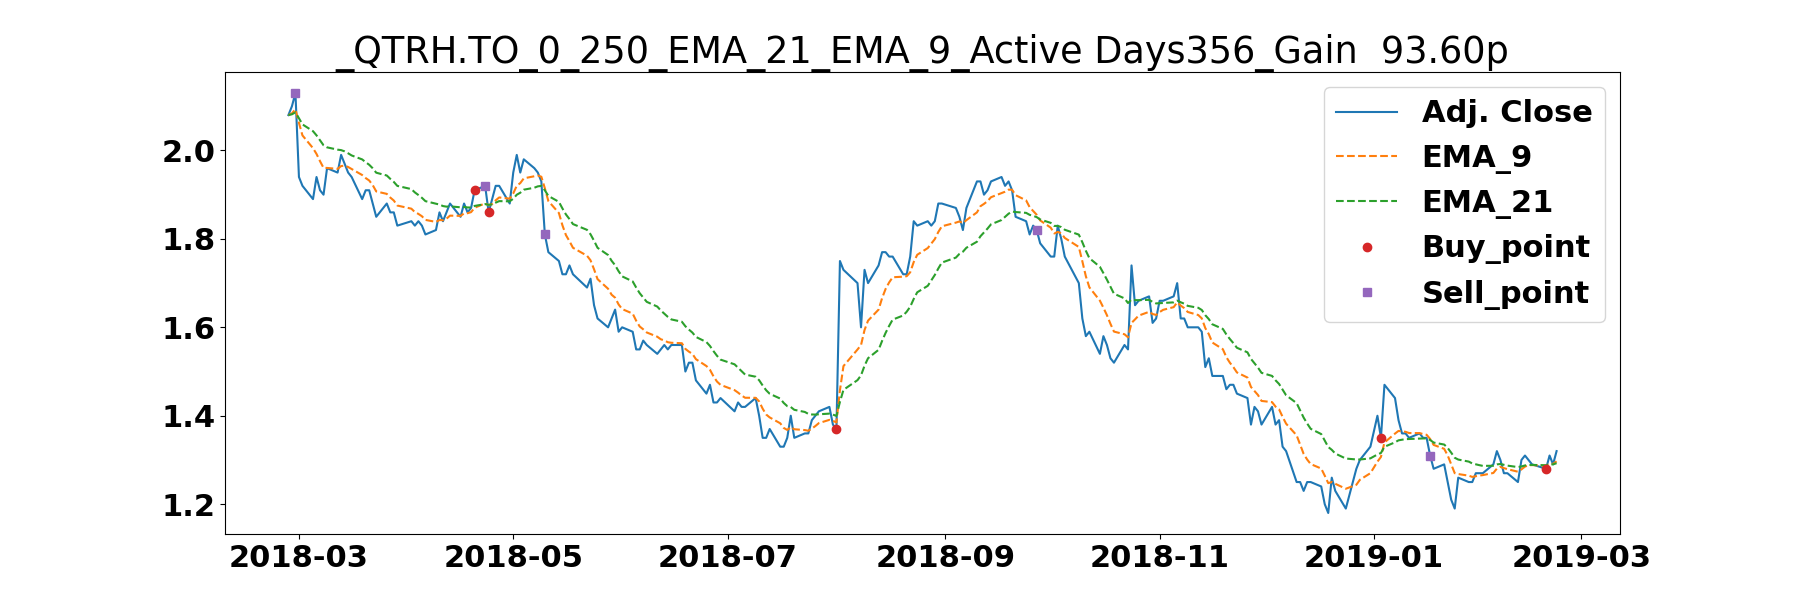 _QTRH.TO_0_250_EMA_21_EMA_9_Active Days356_Gain  93.60p
Adj. Close
EMA_9
EMA_21
Buy_point
Sell_point
2.0
1.8
1.6
1.4
1.2
2018-03 2018-05 2018-07 2018-09 2018-11 2019-01 2019-03